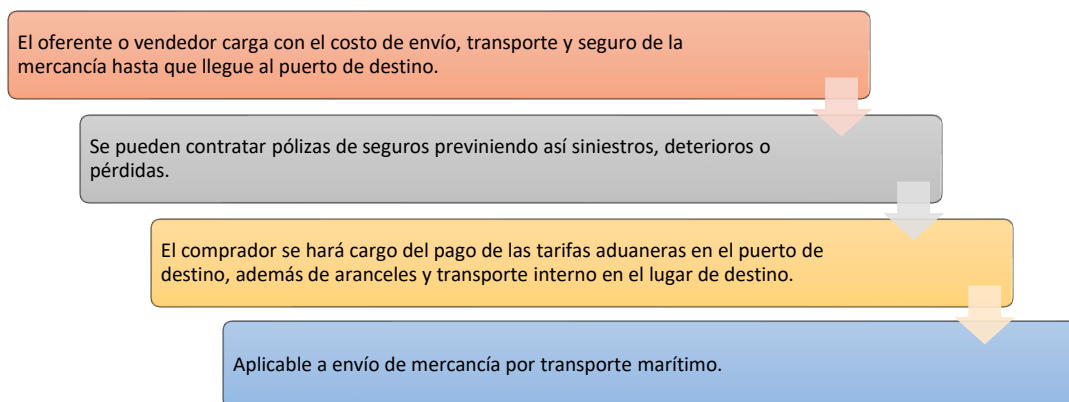 El oferente o vendedor carga con el costo de envío, transporte y seguro de la
mercancía hasta que llegue al puerto de destino.
Se pueden contratar pólizas de seguros previniendo así siniestros, deterioros o
pérdidas.
El comprador se hará cargo del pago de las tarifas aduaneras en el puerto de
destino, además de aranceles y transporte interno en el lugar de destino.
Aplicable a envío de mercancía por transporte marítimo.